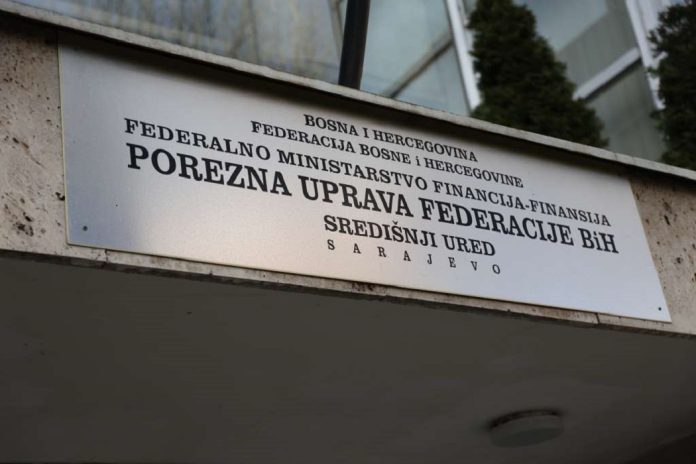 BOSNA I HERCEGOVINA
FEDERACIJA BOSNE i HERCEGOVINE
FEDERALNO MINISTARSTVO FINANCIJA-FINANSIJA
POREZNA UPRAVA FEDERACIJE BiH
SREDIŠNJI URED
SARAJEVO